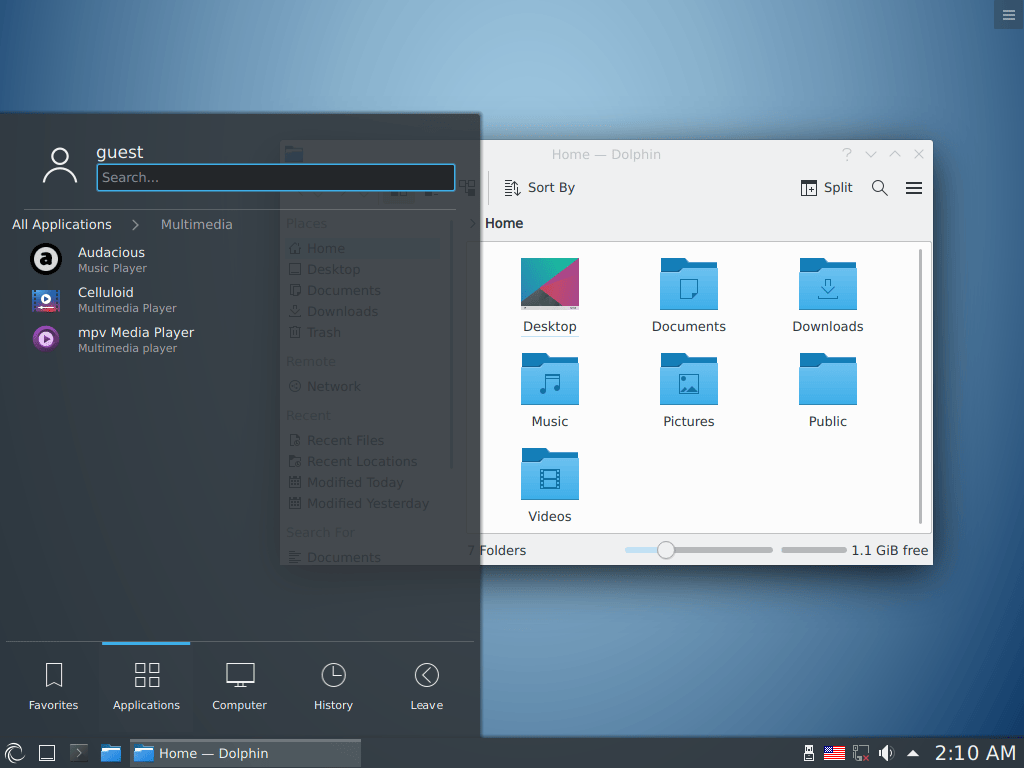 guest
Search...
All Applications
Multimedia
Audacious
Music Player
Celluloid
Multimedia Player
mpv Media Player
Multimedia player
Favorites
Applications
Computer
History
Leave
Home — Dolphin
Sort By
Split
Places
Home
Desktop
Documents
Downloads
Trash
Remote
Network
Recent
Recent Files
Recent Locations
Modified Today
Modified Yesterday
Search For
Documents
Home
Desktop
Documents
Downloads
Music
Pictures
Public
Videos
7 Folders
1.1 GiB free
Home — Dolphin
2:10 AM